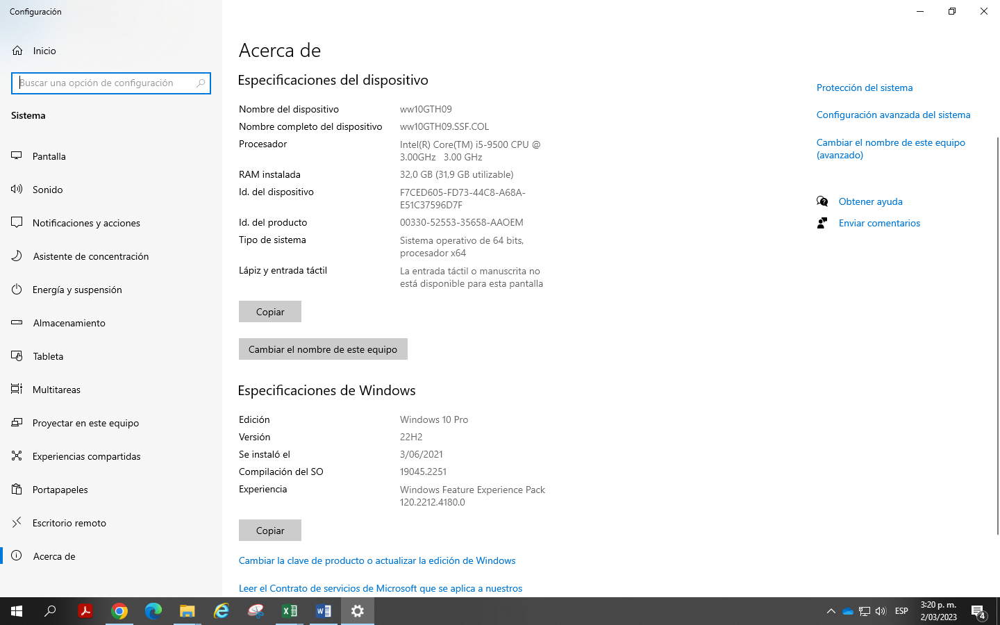 Configuración
Inicio
Buscar una opción de configuración
Sistema
Pantalla
Sonido
Notificaciones y acciones
Asistente de concentración
Energía y suspensión
Almacenamiento
Tableta
Multitareas
Proyectar en este equipo
Experiencias compartidas
Portapapeles
Escritorio remoto
Acerca de
Acerca de
Especificaciones del dispositivo
Nombre del dispositivo ww10GTH09
Nombre completo del dispositivo ww10GTH09.SSF.COL
Procesador Intel(R) Core(TM) i5-9500 CPU @
3.00GHz 3.00 GHz
RAM instalada 32,0 GB (31,9 GB utilizable)
Id. del dispositivo F7CED605-FD73-44C8-A68A-
E51C37596D7F
Id. del producto 00330-52553-35658-AAOEM
Tipo de sistema Sistema operativo de 64 bits,
procesador x64
Lápiz y entrada táctil La entrada táctil o manuscrita no
está disponible para esta pantalla
Copiar
Cambiar el nombre de este equipo
Especificaciones de Windows
Edición Windows 10 Pro
Versión 22H2
Se instaló el 3/06/2021
Compilación del SO 19045.2251
Experiencia Windows Feature Experience Pack
120.2212.4180.0
Copiar
Cambiar la clave de producto o actualizar la edición de Windows
Leer el Contrato de servicios de Microsoft que se aplica a nuestros
Protección del sistema
Configuración avanzada del sistema
Cambiar el nombre de este equipo
(avanzado)
Obtener ayuda
Enviar comentarios
ESP
3:20 p. m.
2/03/2023
4